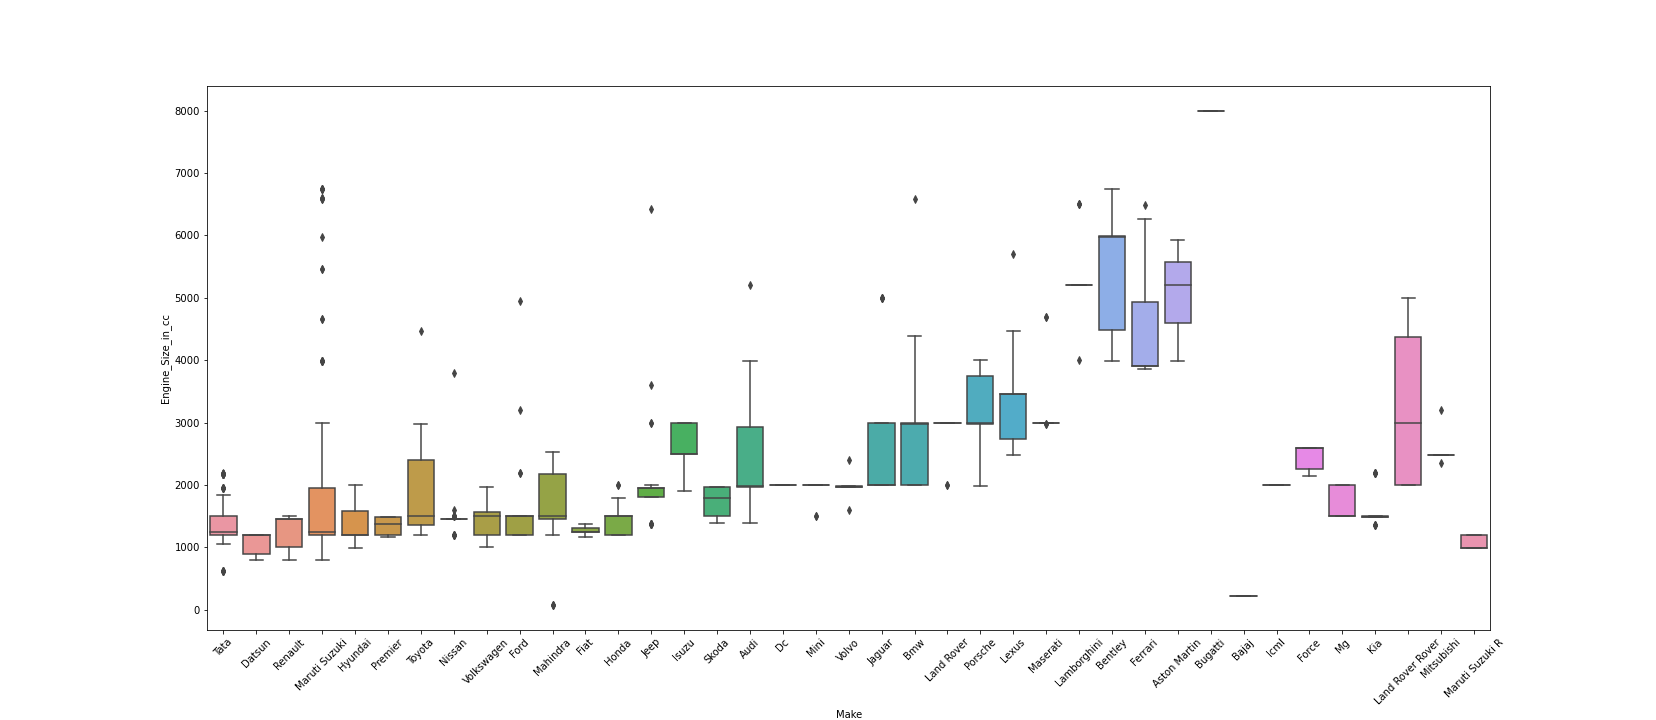 8000
7000
6000
5000
4000
3000
2000
1000
0
Engine_Size_in_cc
Tata
Datsun
Renault
Maruti Suzuki
Hyundai
Premier
Toyota
Nissan
Volkswagen
Ford
Mahindra
Fiat
Honda
Jeep
Isuzu
Skoda
Audi
Dc
Mini
Volvo
Jaguar
Bmw
Land Rover
Porsche
Lexus
Maserati
Lamborghini
Bentley
Ferrari
Aston Martin
Bugatti
Bajaj
Icml
Force
Mg
Kia
Land Rover Rover
Mitsubishi
Maruti Suzuki R
Make